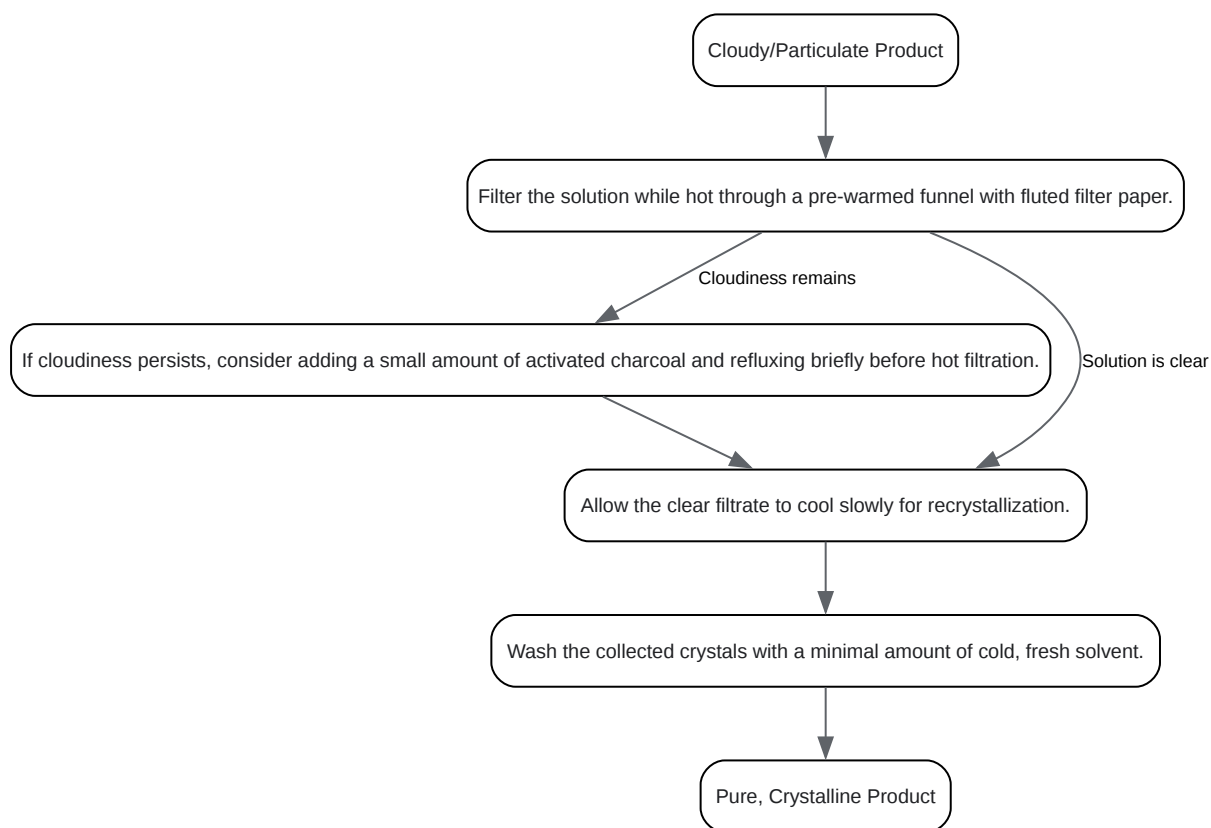 Cloudy/Particulate Product
Filter the solution while hot through a pre-warmed funnel with fluted filter paper.
Cloudiness remains
If cloudiness persists, consider adding a small amount of activated charcoal and refluxing briefly before hot filtration.
Solution is clear
Allow the clear filtrate to cool slowly for recrystallization.
Wash the collected crystals with a minimal amount of cold, fresh solvent.
Pure, Crystalline Product